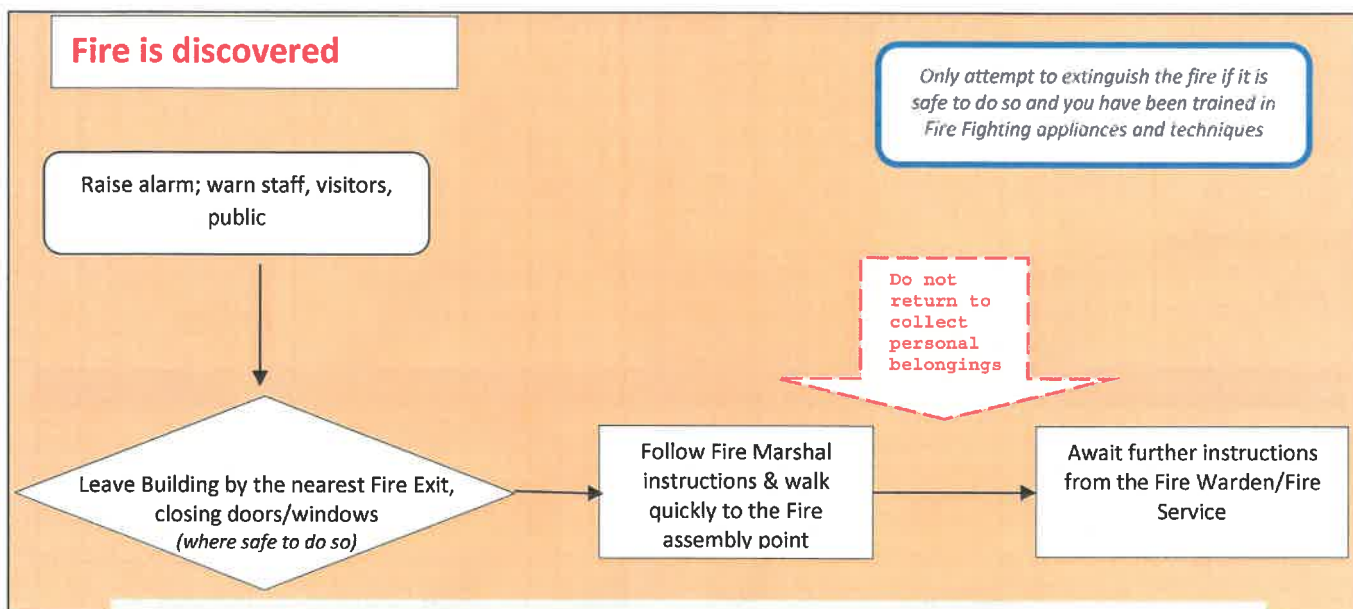 Fire is discovered
Only attempt to extinguish the fire if it is
safe to do so and you have been trained in
Fire Fighting appliances and techniques
Raise alarm; warn staff, visitors,
public
Do not
return to
collect
personal
belongings
Leave Building by the nearest Fire Exit,
closing doors/windows
(where safe to do so)
Follow Fire Marshal
instructions & walk
quickly to the Fire
assembly point
Await further instructions
from the Fire Warden/Fire
Service